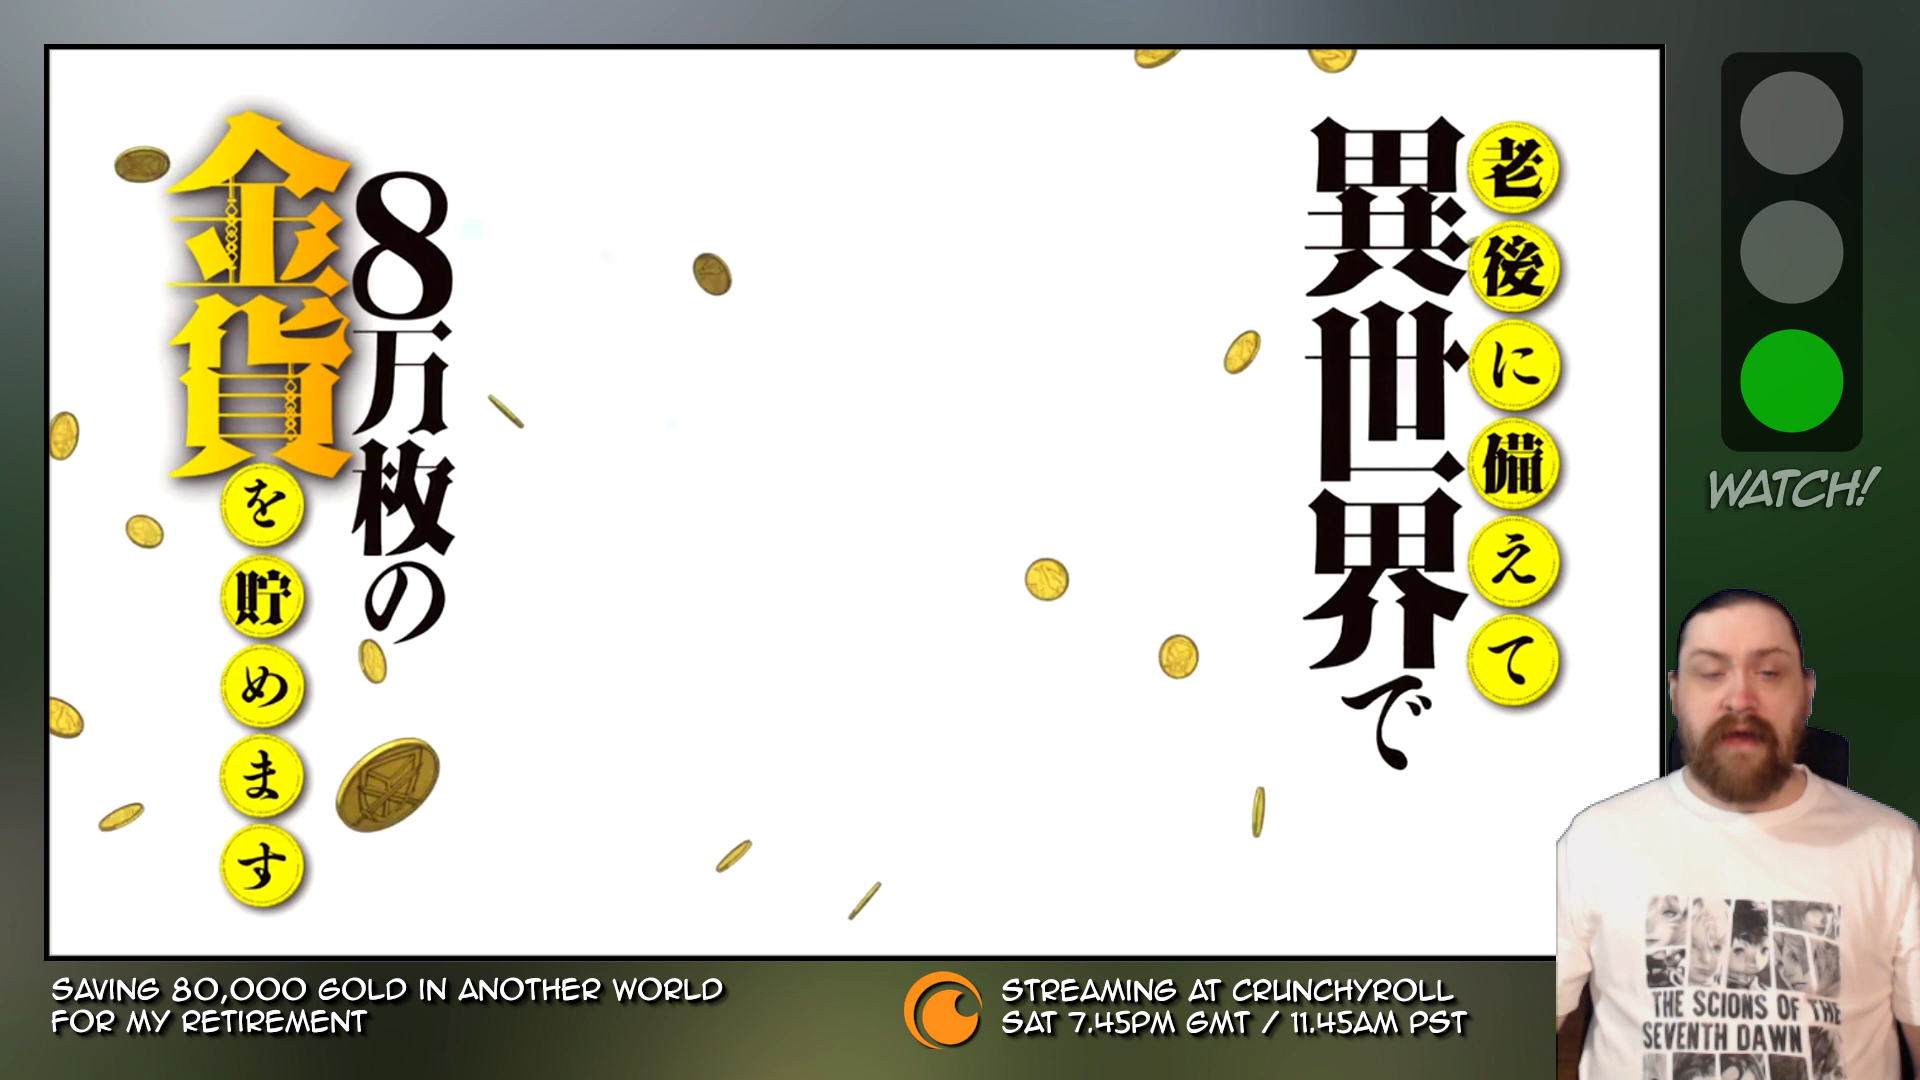 老後に備えて
異世界で
8万枚の
金貨
を貯めます
WATCH!
SAVING 80,000 GOLD IN ANOTHER WORLD
FOR MY RETIREMENT
STREAMING AT CRUNCHYROLL
SAT 7.45PM GMT / 11.45AM PST
THE SCIONS OF THE
SEVENTH DAWN